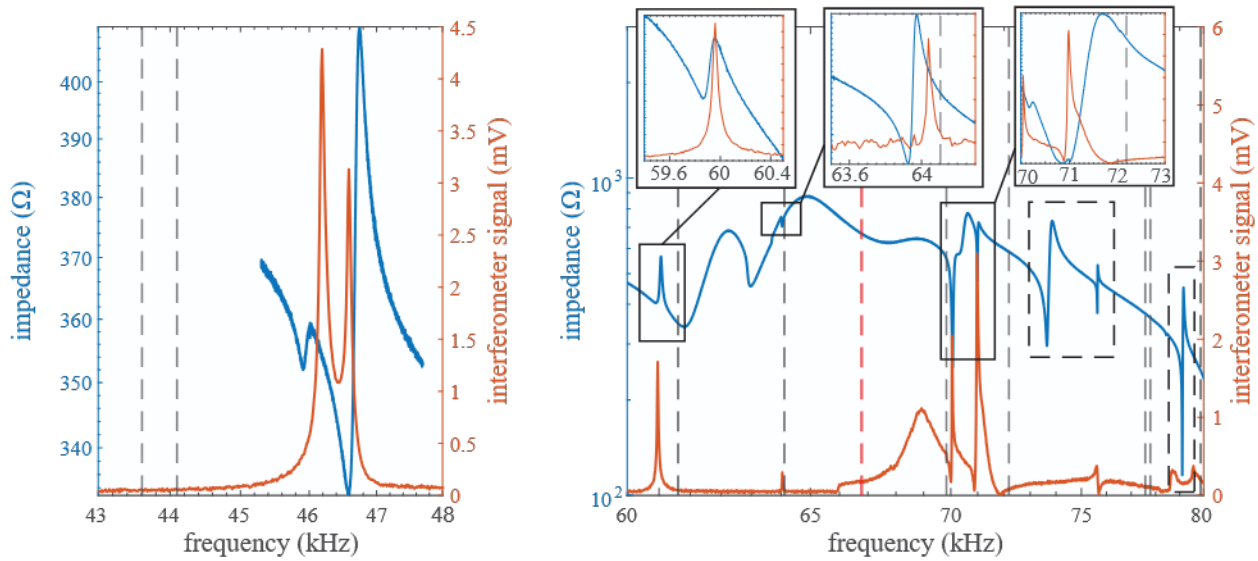 59.6 60 60.4
63.6 64
70 71 72 73
4.5
4
3.5
3
2.5
2
1.5
1
0.5
0
400
390
380
370
360
350
340
impedance (Ω)
interferometer signal (mV)
43 44 45 46 47 48
frequency (kHz)
10³
10²
impedance (Ω)
6
5
4
3
2
1
0
interferometer signal (mV)
60 65 70 75 80
frequency (kHz)